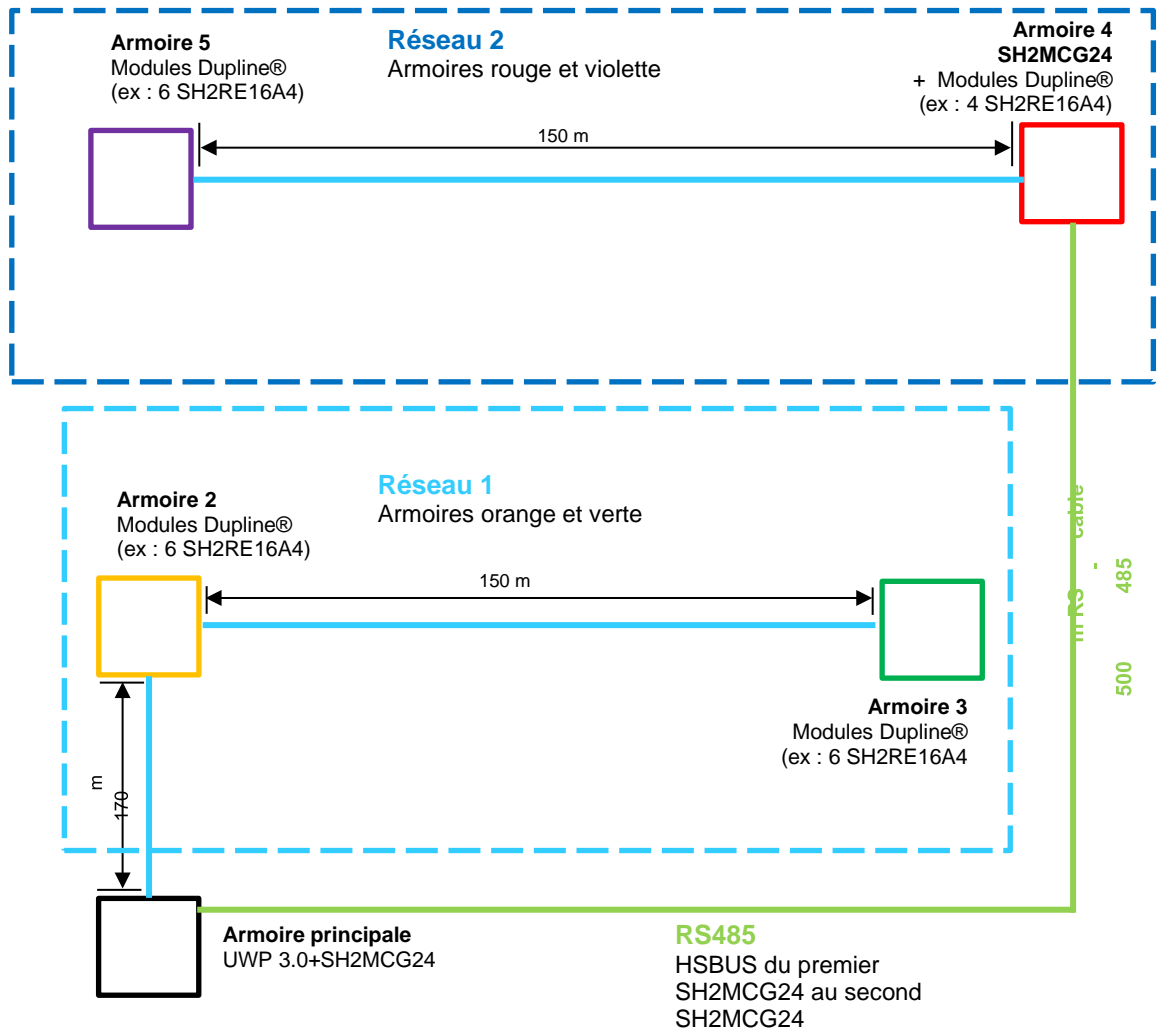 Armoire 5
Modules Dupline®
(ex : 6 SH2RE16A4)
Réseau 2
Armoires rouge et violette
Armoire 4
SH2MCG24
+ Modules Dupline®
(ex : 4 SH2RE16A4)
150 m
Réseau 1
Armoires orange et verte
Armoire 2
Modules Dupline®
(ex : 6 SH2RE16A4)
150 m
Armoire 3
Modules Dupline®
(ex : 6 SH2RE16A4
170
m
500
m RS
-
485
cable
Armoire principale
UWP 3.0+SH2MCG24
RS485
HSBUS du premier
SH2MCG24 au second
SH2MCG24